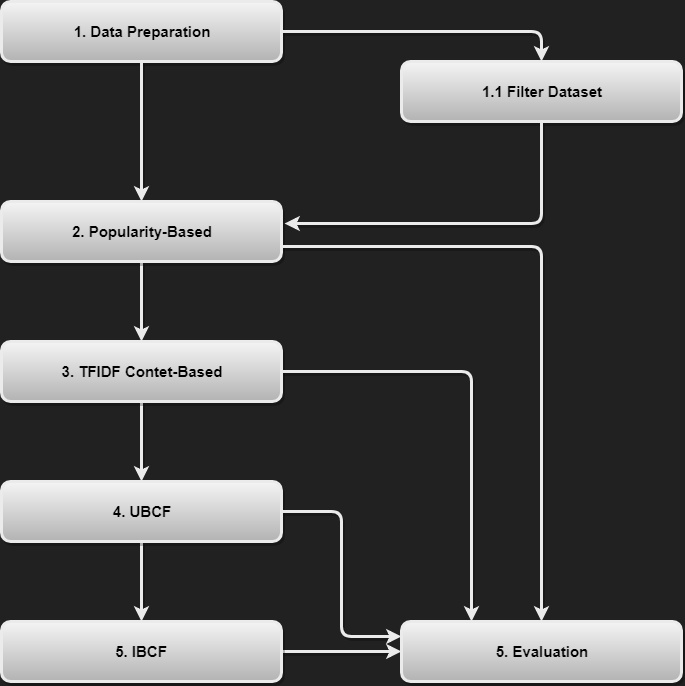 1. Data Preparation
1.1 Filter Dataset
2. Popularity-Based
3. TFIDF Contet-Based
4. UBCF
5. IBCF
5. Evaluation